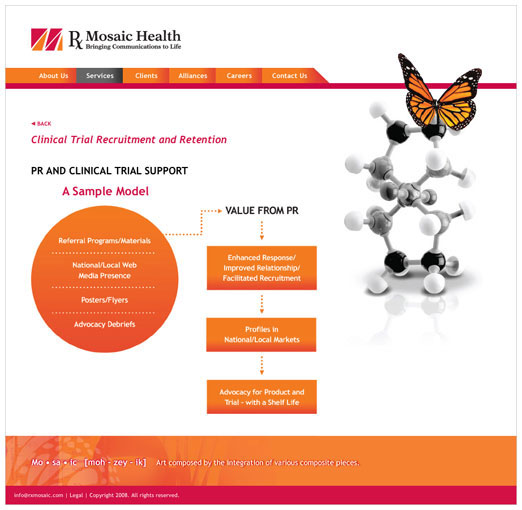 Rx Mosaic Health
Bringing Communications to Life
About Us Services Clients Alliances Careers Contact Us
◄ BACK
Clinical Trial Recruitment and Retention
PR AND CLINICAL TRIAL SUPPORT
A Sample Model
VALUE FROM PR
Referral Programs/Materials
National/Local Web
Media Presence
Posters/Flyers
Advocacy Debriefs
Enhanced Response/
Improved Relationship/
Facilitated Recruitment
Profiles in
National/Local Markets
Advocacy for Product and
Trial - with a Shelf Life
Mo • sa • ic [moh - zey -ik] Art composed by the integration of various composite pieces.
info@rxmosaic.com | Legal | Copyright 2008. All rights reserved.